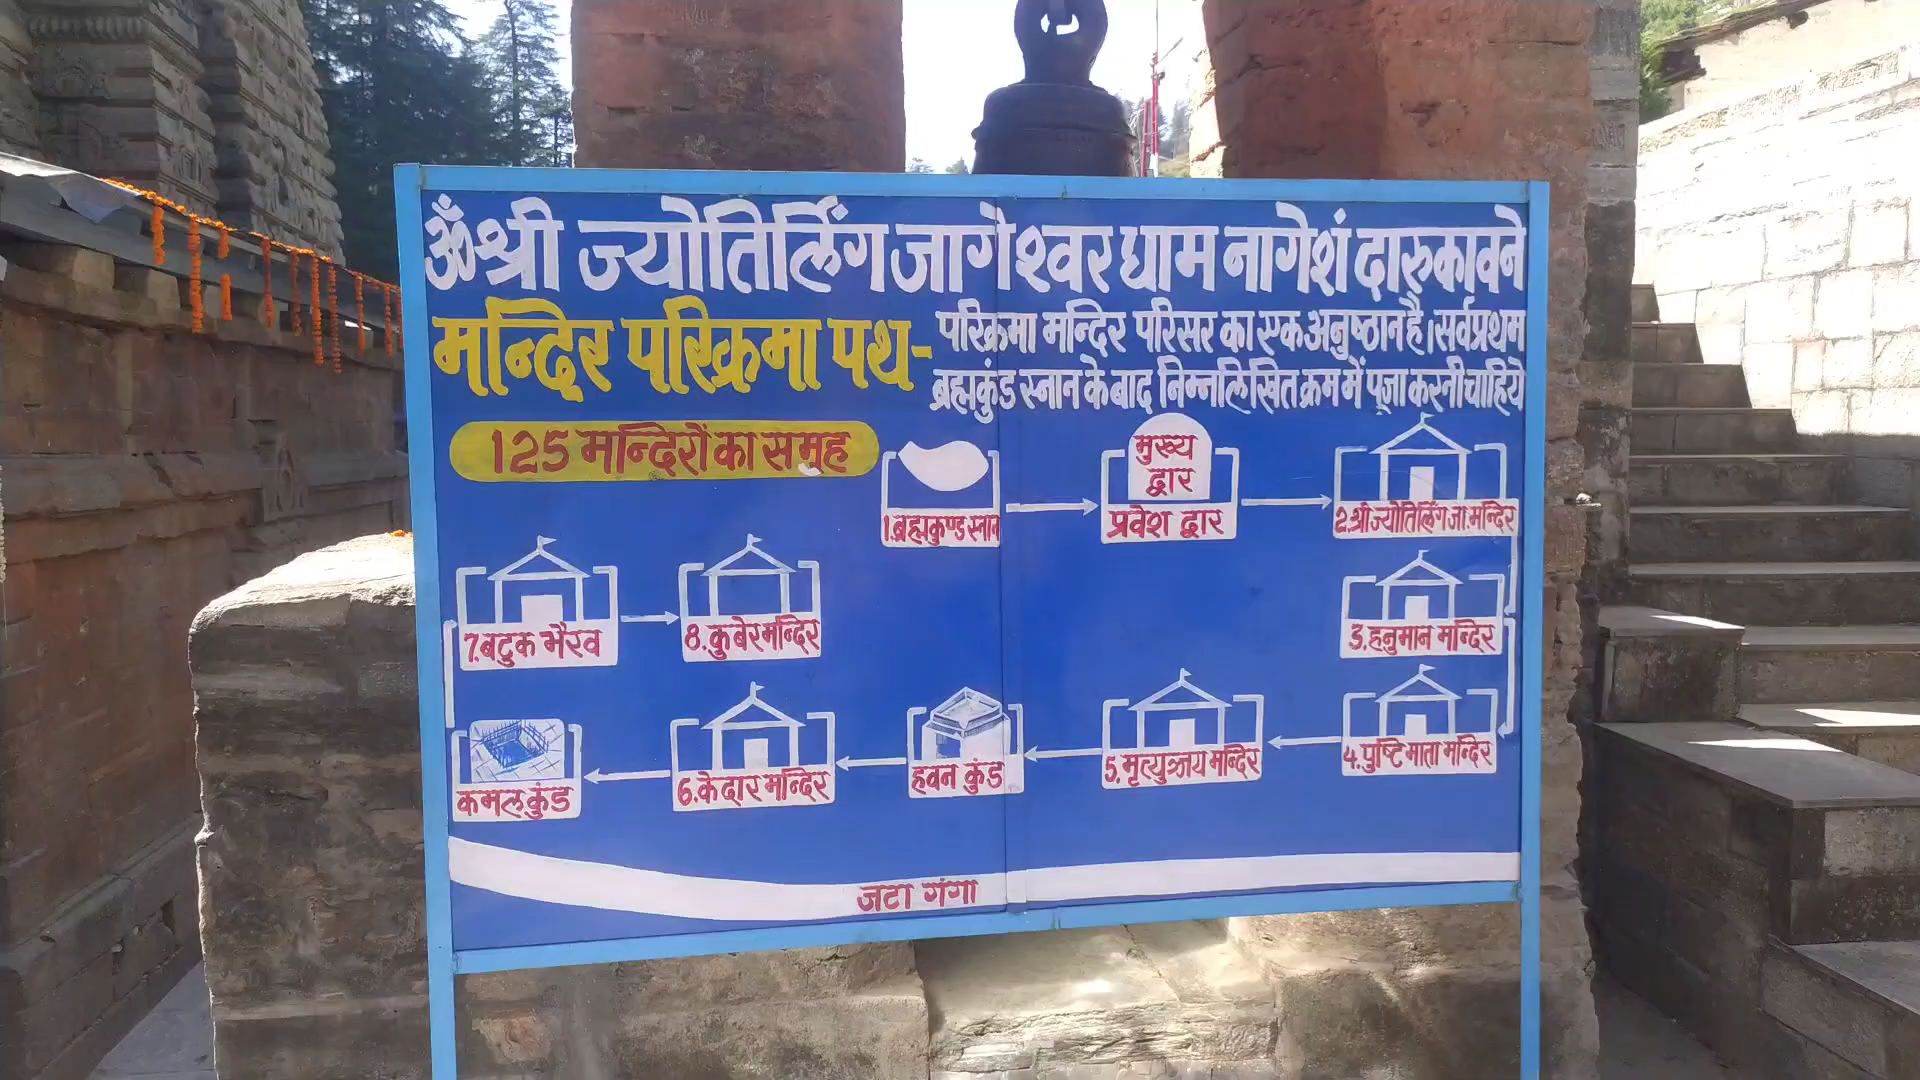 ॐ श्री ज्योतिर्लिंग जागेश्वर धाम नागेशं दारुकावने
मन्दिर परिक्रमा पथ-
परिक्रमा मन्दिर परिसर का एक अनुष्ठान है। सर्वप्रथम
ब्रह्मकुंड स्नान के बाद निम्नलिखित क्रम में पूजा करनी चाहिये
125 मन्दिरों का समूह
1. ब्रह्मकुण्ड स्नान
मुख्य
द्वार
प्रवेश द्वार
2. श्री ज्योतिर्लिंग जा. मन्दिर
3. हनुमान मन्दिर
4. पुष्टि माता मन्दिर
5. मृत्युञ्जय मन्दिर
हवन कुंड
6. केदार मन्दिर
कमल कुंड
7. बटुक भैरव
8. कुबेर मन्दिर
जटा गंगा